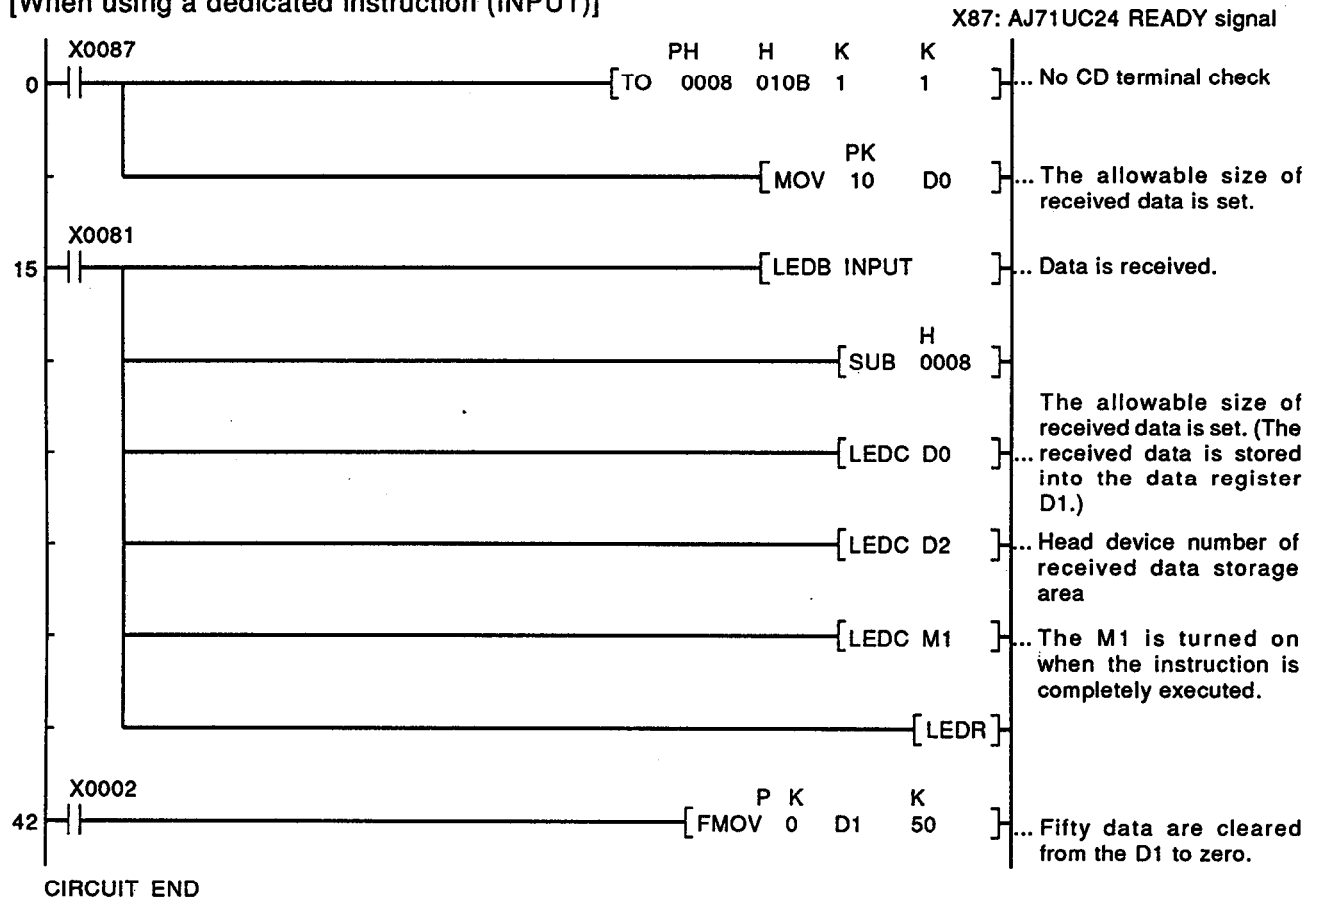 [When using a dedicated instruction (INPUT)]
X87: AJ71UC24 READY signal
X0087
PH H K K
0 TO 0008 010B 1 1 ... No CD terminal check
PK
MOV 10 D0 ... The allowable size of
received data is set.
X0081
15 LEDB INPUT ... Data is received.
H
SUB 0008
The allowable size of
received data is set. (The
LEDC D0 ... received data is stored
into the data register
D1.)
LEDC D2 ... Head device number of
received data storage
area
LEDC M1 ... The M1 is turned on
when the instruction is
completely executed.
LEDR
X0002
P K K
42 FMOV 0 D1 50 ... Fifty data are cleared
from the D1 to zero.
CIRCUIT END